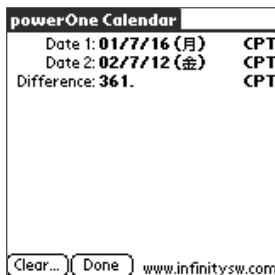 powerOne Calendar
Date 1: 01/7/16 (月) CPT
Date 2: 02/7/12 (金) CPT
Difference: 361. CPT
Clear... Done www.infinitysw.com